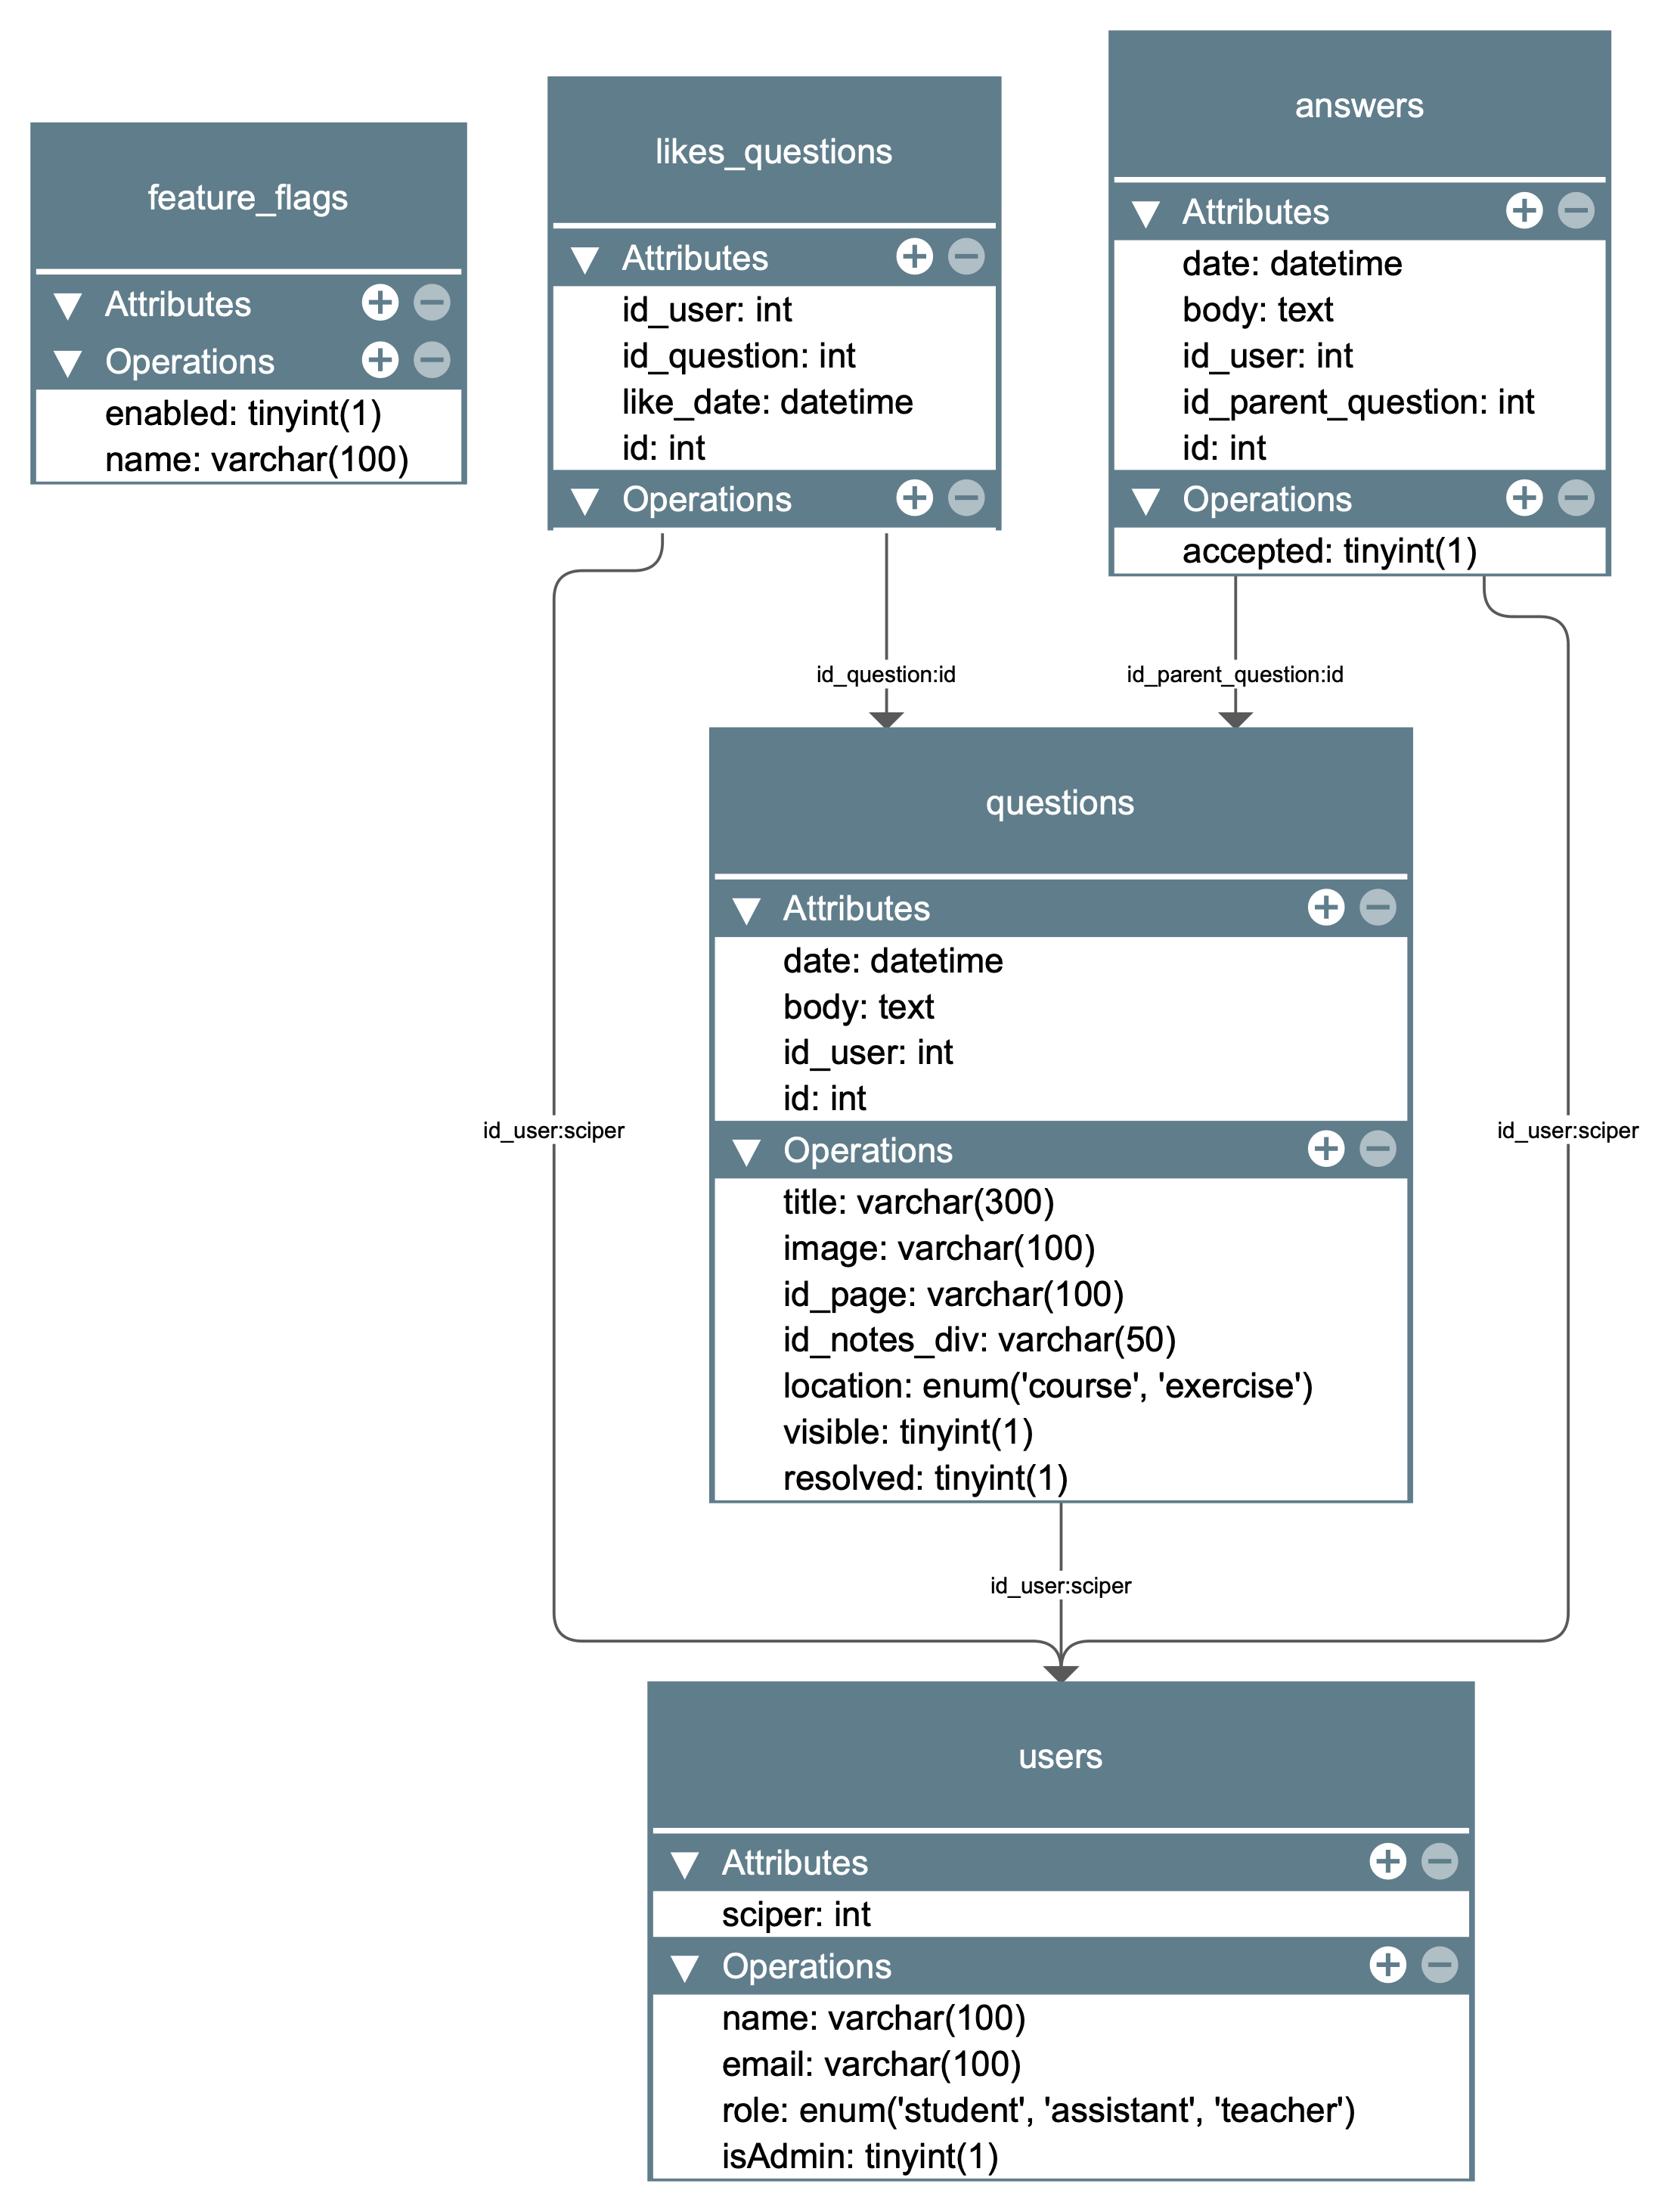 feature_flags
Attributes
Operations
enabled: tinyint(1)
name: varchar(100)
likes_questions
Attributes
id_user: int
id_question: int
like_date: datetime
id: int
Operations
answers
Attributes
date: datetime
body: text
id_user: int
id_parent_question: int
id: int
Operations
accepted: tinyint(1)
id_question:id
id_parent_question:id
questions
Attributes
date: datetime
body: text
id_user: int
id: int
Operations
title: varchar(300)
image: varchar(100)
id_page: varchar(100)
id_notes_div: varchar(50)
location: enum('course', 'exercise')
visible: tinyint(1)
resolved: tinyint(1)
id_user:sciper
id_user:sciper
id_user:sciper
users
Attributes
sciper: int
Operations
name: varchar(100)
email: varchar(100)
role: enum('student', 'assistant', 'teacher')
isAdmin: tinyint(1)